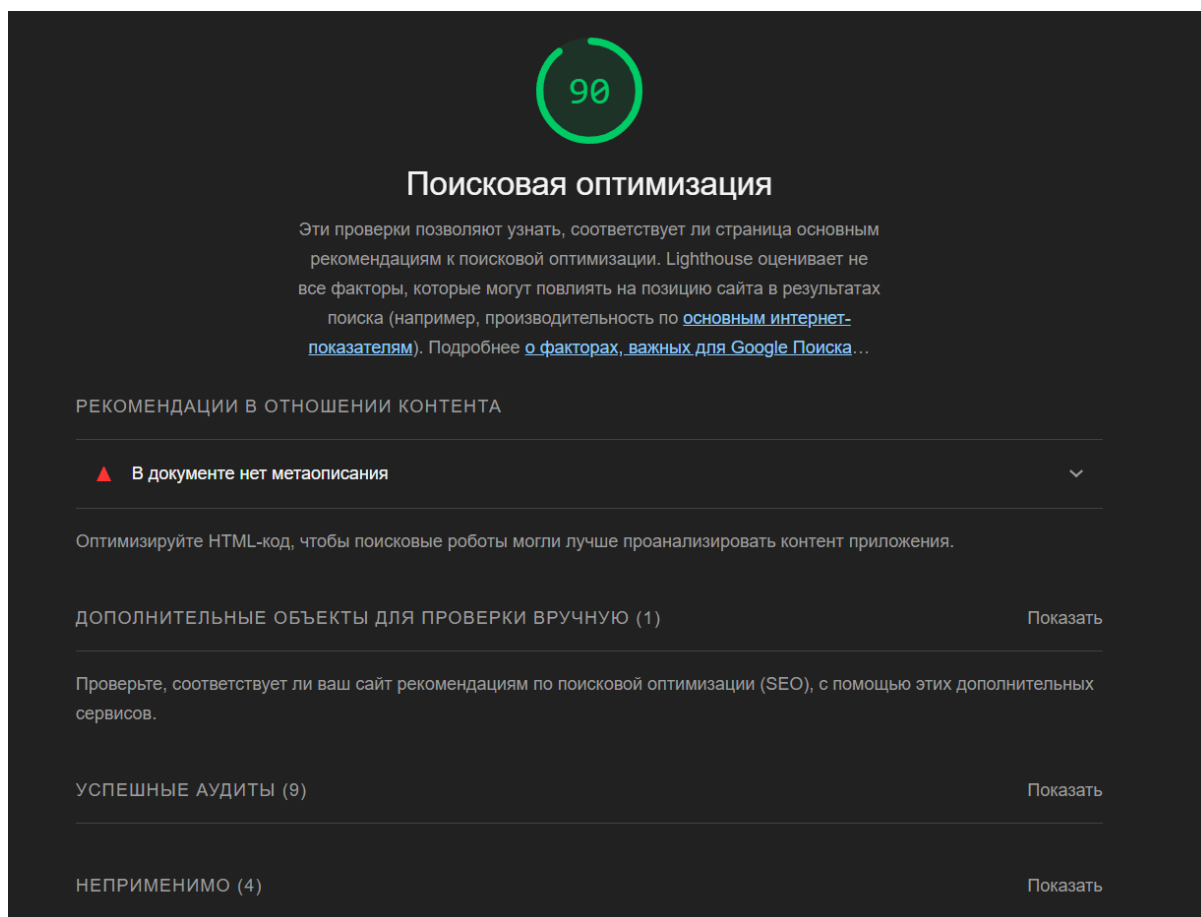 90
Поисковая оптимизация
Эти проверки позволяют узнать, соответствует ли страница основным
рекомендациям к поисковой оптимизации. Lighthouse оценивает не
все факторы, которые могут повлиять на позицию сайта в результатах
поиска (например, производительность по основным интернет-
показателям). Подробнее о факторах, важных для Google Поиска…
РЕКОМЕНДАЦИИ В ОТНОШЕНИИ КОНТЕНТА
В документе нет метаописания
Оптимизируйте HTML-код, чтобы поисковые роботы могли лучше проанализировать контент приложения.
ДОПОЛНИТЕЛЬНЫЕ ОБЪЕКТЫ ДЛЯ ПРОВЕРКИ ВРУЧНУЮ (1) Показать
Проверьте, соответствует ли ваш сайт рекомендациям по поисковой оптимизации (SEO), с помощью этих дополнительных
сервисов.
УСПЕШНЫЕ АУДИТЫ (9) Показать
НЕПРИМЕНИМО (4) Показать